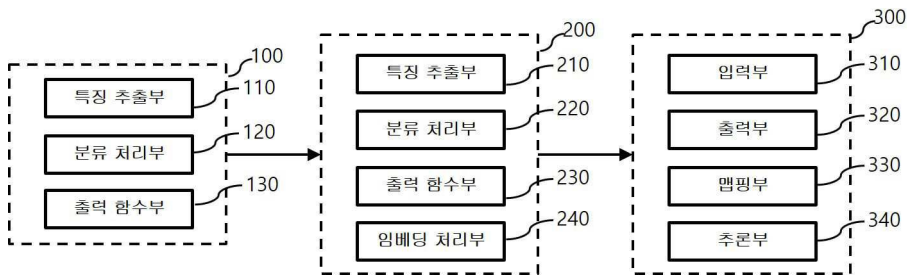 100
특징 추출부
110
분류 처리부
120
출력 함수부
130
200
특징 추출부
210
분류 처리부
220
출력 함수부
230
임베딩 처리부
240
300
입력부
310
출력부
320
맵핑부
330
추론부
340